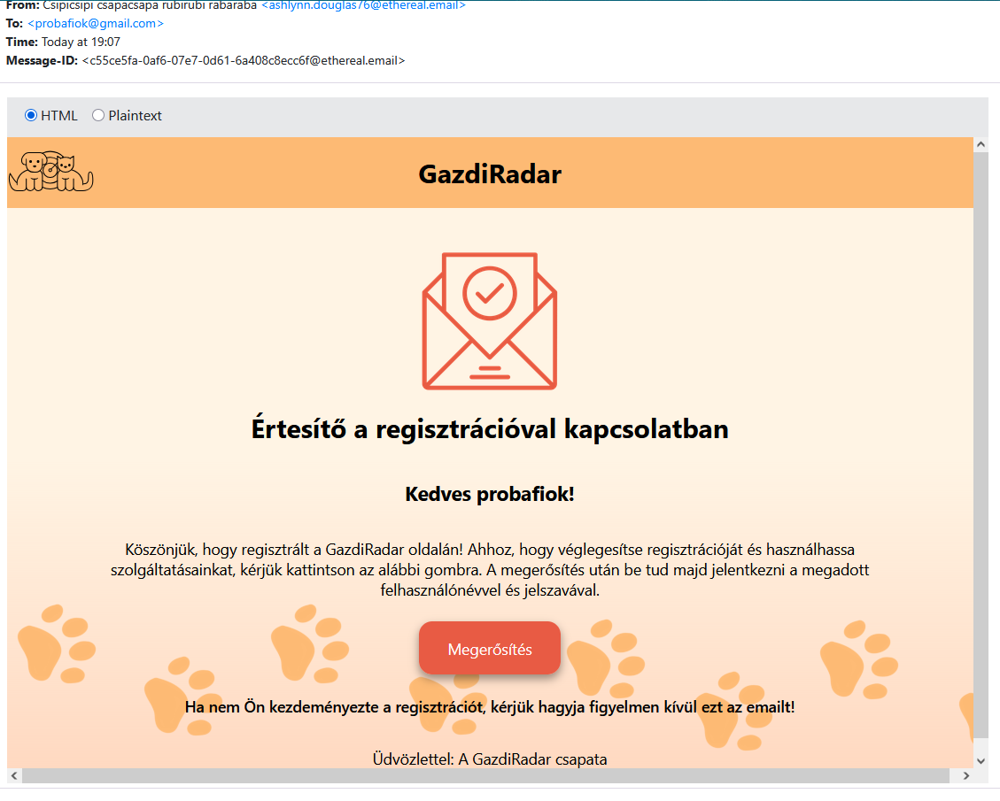 From: Csipicsipi csapacsapa rubirubi rabaraba <ashlynn.douglas76@ethereal.email>
To: <probafiok@gmail.com>
Time: Today at 19:07
Message-ID: <c55ce5fa-0af6-07e7-0d61-6a408c8ecc6f@ethereal.email>
HTML Plaintext
GazdiRadar
Értesítő a regisztrációval kapcsolatban
Kedves probafiok!
Köszönjük, hogy regisztrált a GazdiRadar oldalán! Ahhoz, hogy véglegesítse regisztrációját és használhassa
szolgáltatásainkat, kérjük kattintson az alábbi gombra. A megerősítés után be tud majd jelentkezni a megadott
felhasználónévvel és jelszavával.
Megerősítés
Ha nem Ön kezdeményezte a regisztrációt, kérjük hagyja figyelmen kívül ezt az emailt!
Üdvözlettel: A GazdiRadar csapata